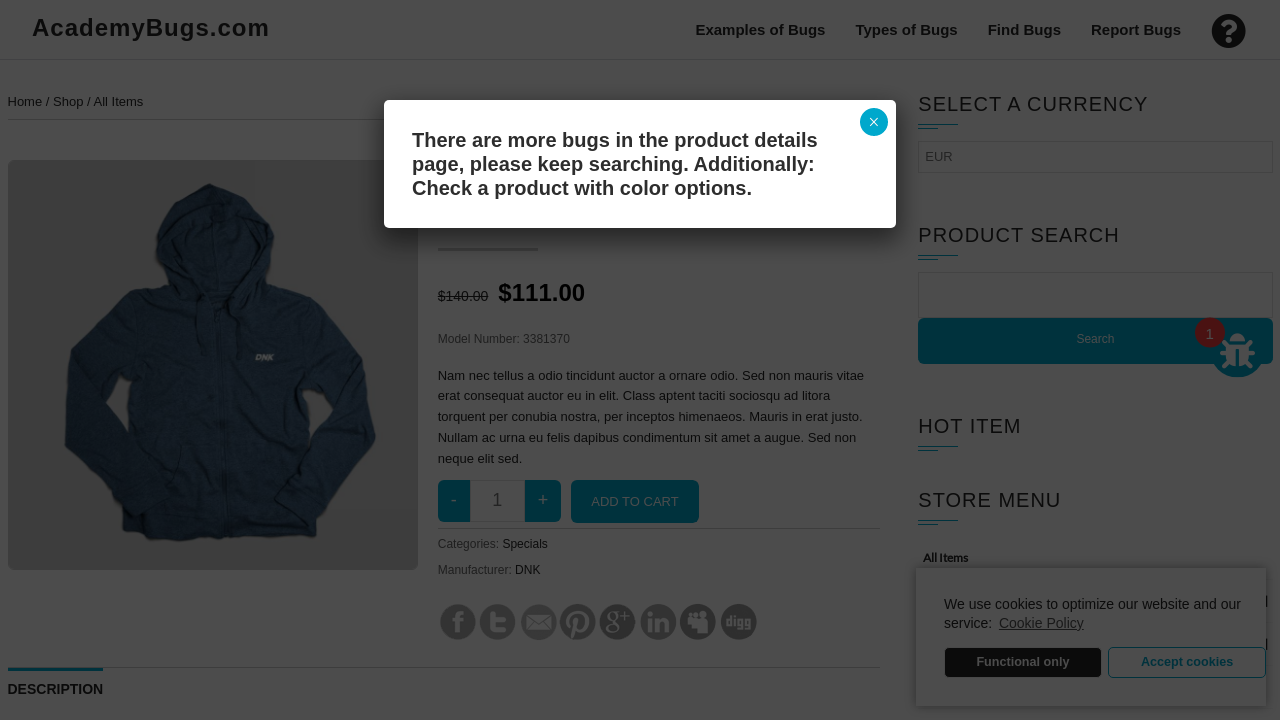 AcademyBugs.com
Examples of Bugs
Types of Bugs
Find Bugs
Report Bugs
?
Home / Shop / All Items
There are more bugs in the product details
page, please keep searching. Additionally:
Check a product with color options.
×
DNK
$140.00 $111.00
Model Number: 3381370
Nam nec tellus a odio tincidunt auctor a ornare odio. Sed non mauris vitae
erat consequat auctor eu in elit. Class aptent taciti sociosqu ad litora
torquent per conubia nostra, per inceptos himenaeos. Mauris in erat justo.
Nullam ac urna eu felis dapibus condimentum sit amet a augue. Sed non
neque elit sed.
- 1 + ADD TO CART
Categories: Specials
Manufacturer: DNK
digg
DESCRIPTION
SELECT A CURRENCY
EUR
PRODUCT SEARCH
Search
1
HOT ITEM
STORE MENU
All Items
We use cookies to optimize our website and our
service: Cookie Policy
Functional only
Accept cookies